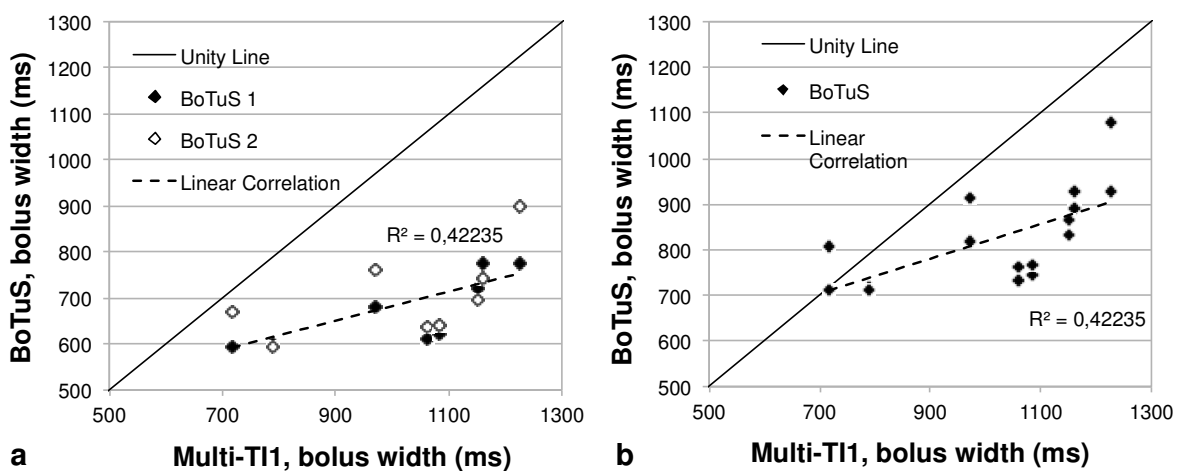 1300
1200
1100
1000
900
800
700
600
500
BoTuS, bolus width (ms)
Unity Line
BoTuS 1
BoTuS 2
Linear Correlation
R² = 0,42235
500 700 900 1100 1300
Multi-TI1, bolus width (ms)
a
1300
1200
1100
1000
900
800
700
600
500
BoTuS, bolus width (ms)
Unity Line
BoTuS
Linear
Correlation
R² = 0,42235
500 700 900 1100 1300
Multi-TI1, bolus width (ms)
b